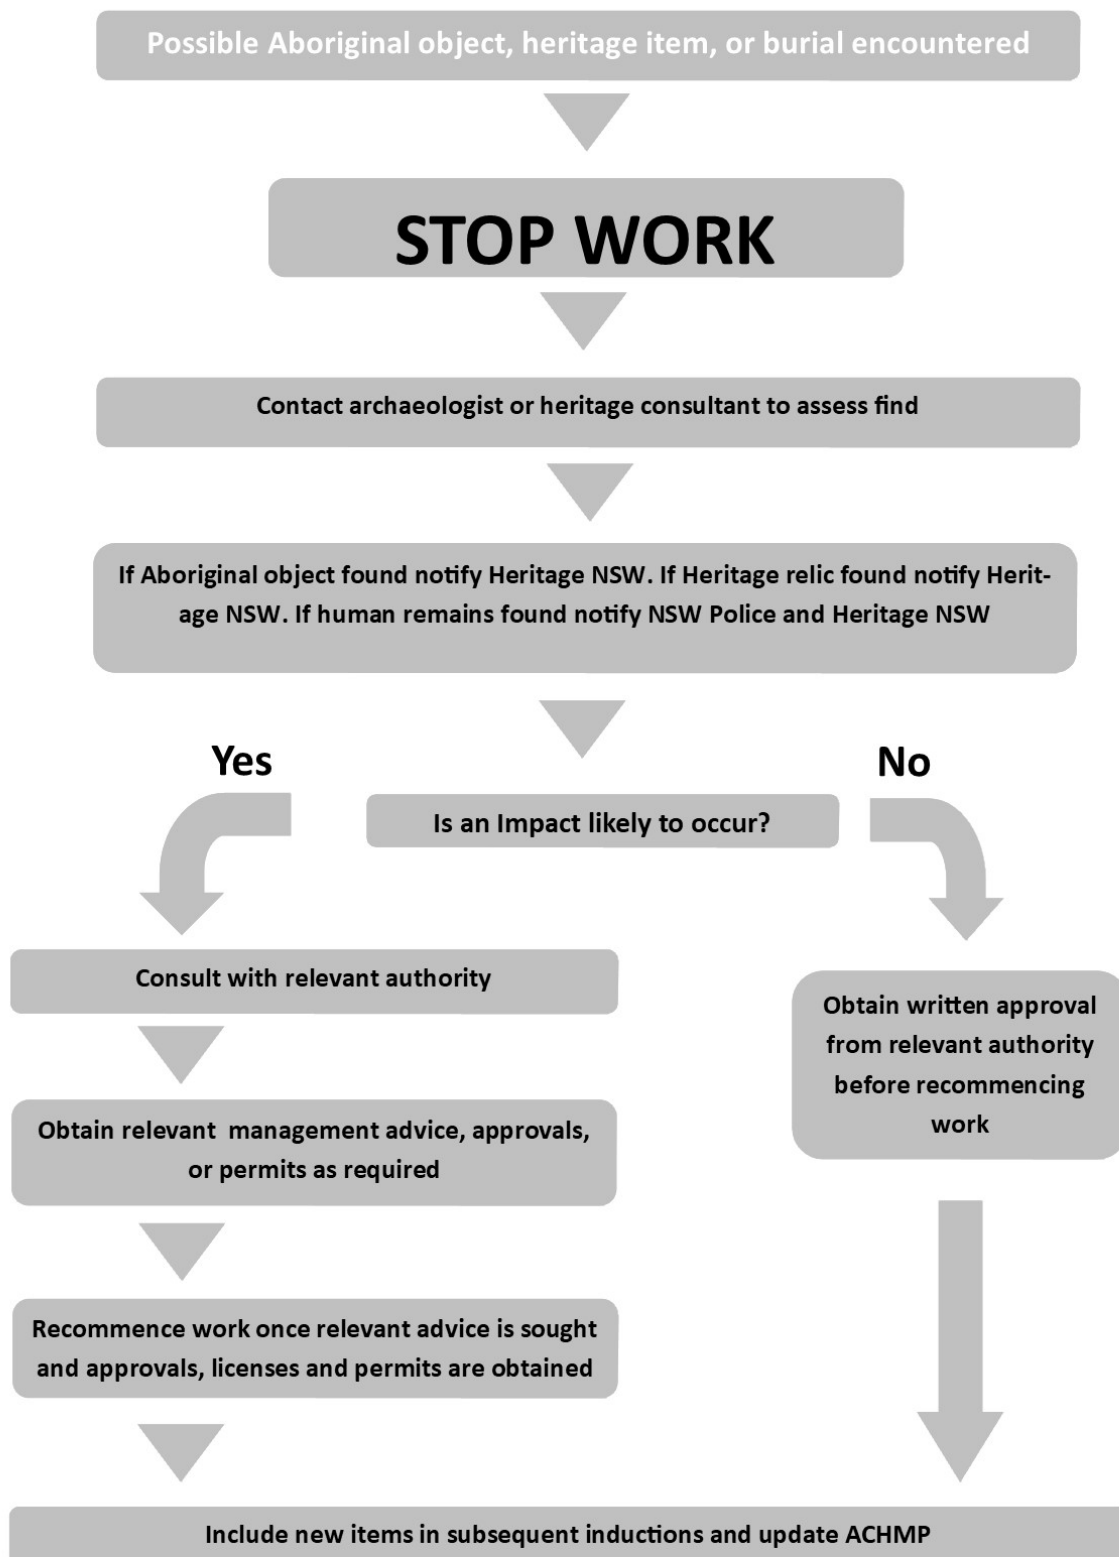 Possible Aboriginal object, heritage item, or burial encountered
STOP WORK
Contact archaeologist or heritage consultant to assess find
If Aboriginal object found notify Heritage NSW. If Heritage relic found notify Herit-
age NSW. If human remains found notify NSW Police and Heritage NSW
Yes
No
Is an Impact likely to occur?
Consult with relevant authority
Obtain relevant management advice, approvals,
or permits as required
Recommence work once relevant advice is sought
and approvals, licenses and permits are obtained
Obtain written approval
from relevant authority
before recommencing
work
Include new items in subsequent inductions and update ACHMP